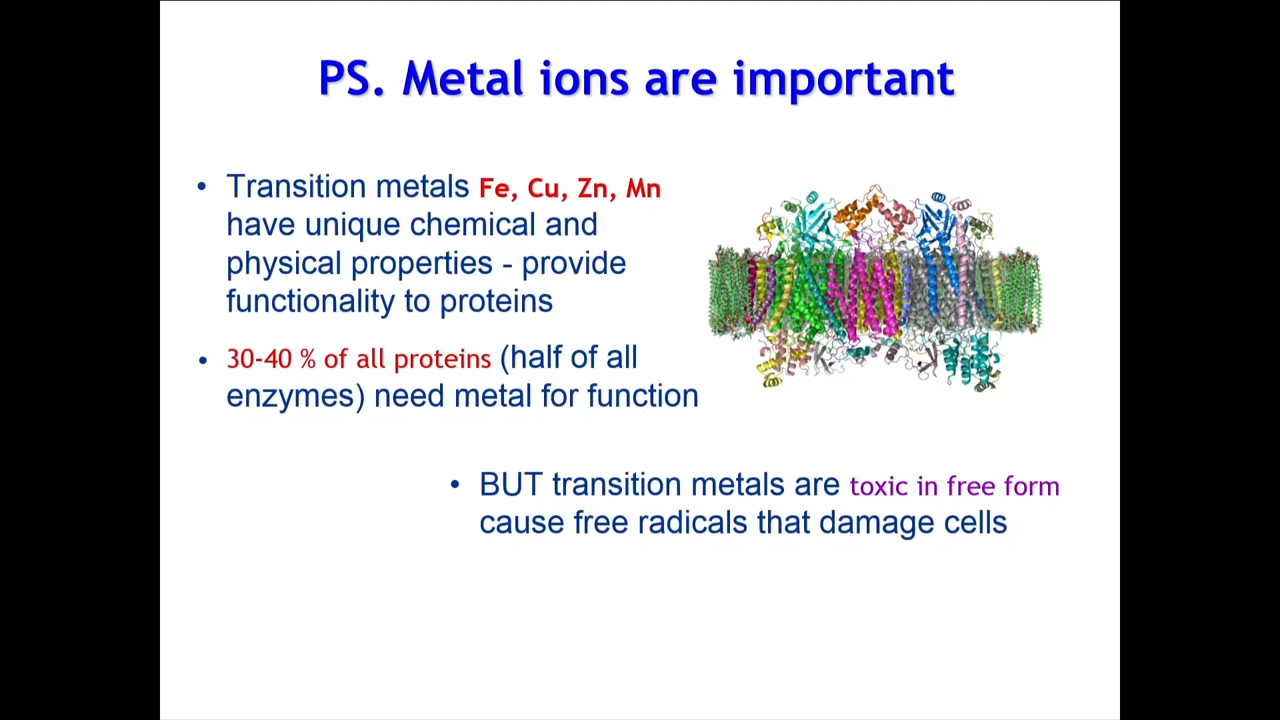 PS. Metal ions are important
• Transition metals Fe, Cu, Zn, Mn
have unique chemical and
physical properties - provide
functionality to proteins
• 30-40 % of all proteins (half of all
enzymes) need metal for function
• BUT transition metals are toxic in free form
cause free radicals that damage cells